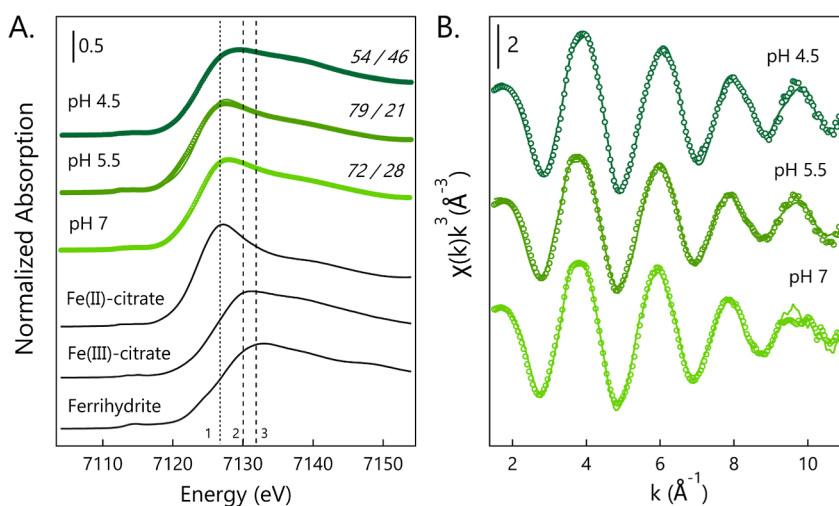 A.
0.5
54 / 46
pH 4.5
79 / 21
pH 5.5
72 / 28
pH 7
Fe(II)-citrate
Fe(III)-citrate
Ferrihydrite
1 2 3
7110 7120 7130 7140 7150
Energy (eV)
Normalized Absorption
B.
2
pH 4.5
pH 5.5
pH 7
2 4 6 8 10
k (Å⁻¹)
χ(k)k³ (Å⁻³)